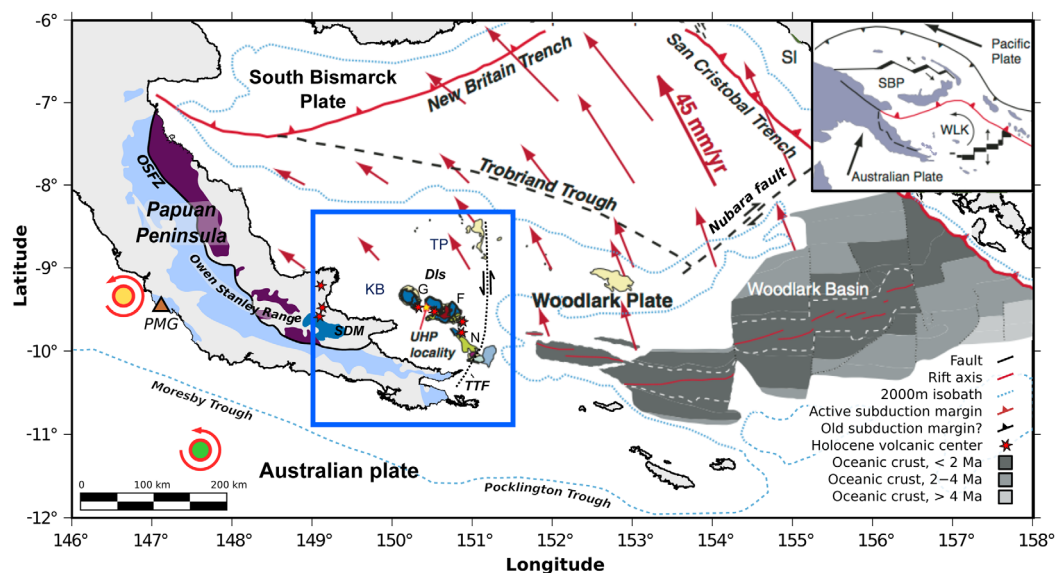 -6°
-7°
-8°
-9°
-10°
-11°
-12°
Latitude
146°
147°
148°
149°
150°
151°
152°
153°
154°
155°
156°
157°
158°
Longitude
South Bismarck
Plate
New Britain Trench
San Cristobal Trench
SI
45 mm/yr
Trobriand Trough
Nubara fault
Pacific
Plate
SBP
WLK
Australian Plate
OSFZ
Papuan
Peninsula
Owen Stanley Range
PMG
SDM
TP
KB
DIs
G
F
N
UHP
locality
TTF
Woodlark Plate
Woodlark Basin
Moresby Trough
Australian plate
Pocklington Trough
0
100 km
200 km
Fault
Rift axis
2000m isobath
Active subduction margin
Old subduction margin?
Holocene volcanic center
Oceanic crust, < 2 Ma
Oceanic crust, 2−4 Ma
Oceanic crust, > 4 Ma